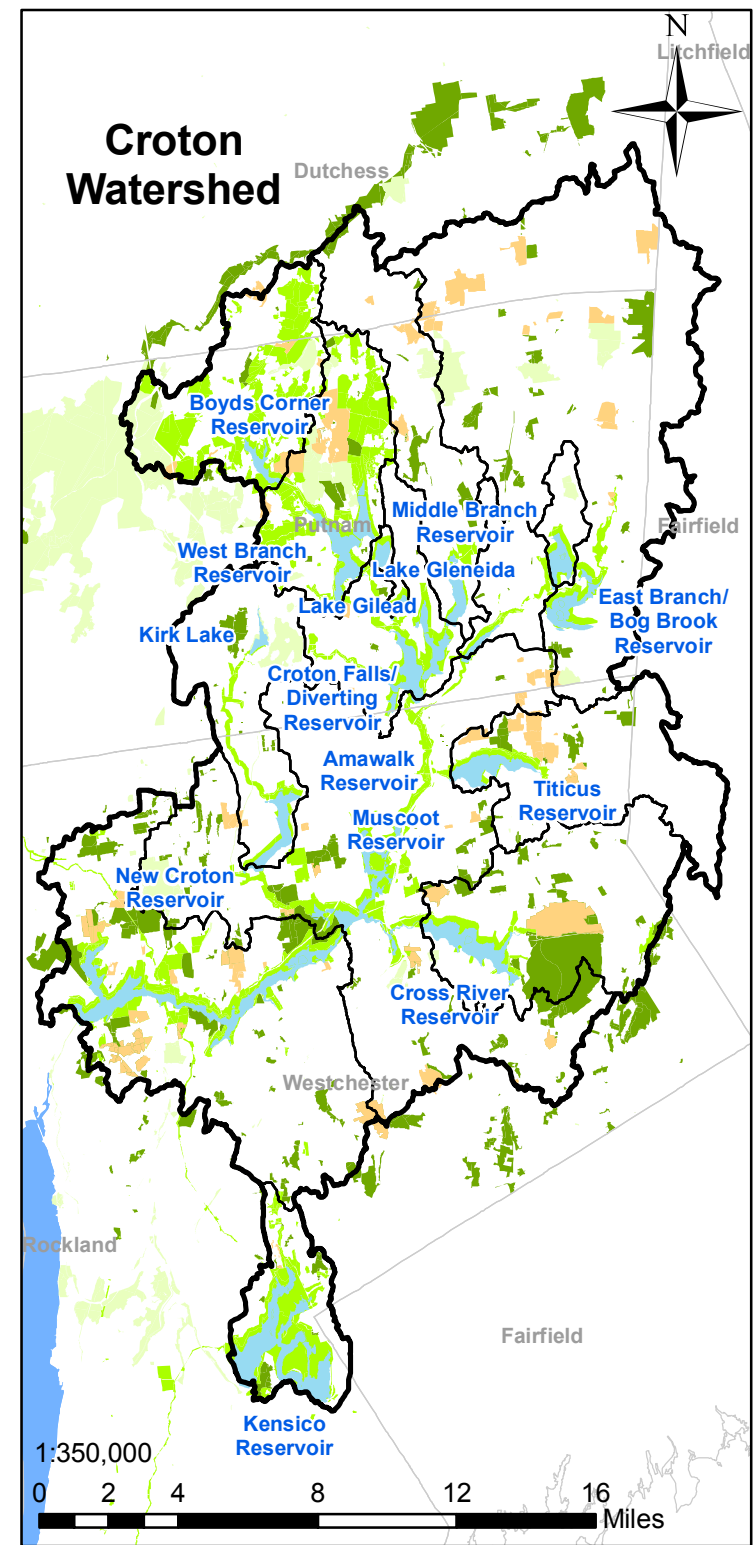 N
Litchfield
Croton
Watershed
Dutchess
Boyds Corner
Reservoir
Middle Branch
Reservoir
Putnam
Fairfield
West Branch
Reservoir
Lake Gleneida
Lake Gilead
East Branch/
Bog Brook
Reservoir
Kirk Lake
Croton Falls/
Diverting
Reservoir
Amawalk
Reservoir
Titicus
Reservoir
Muscoot
Reservoir
New Croton
Reservoir
Cross River
Reservoir
Westchester
Rockland
Fairfield
Kensico
Reservoir
1:350,000
0 2 4 8 12 16
Miles